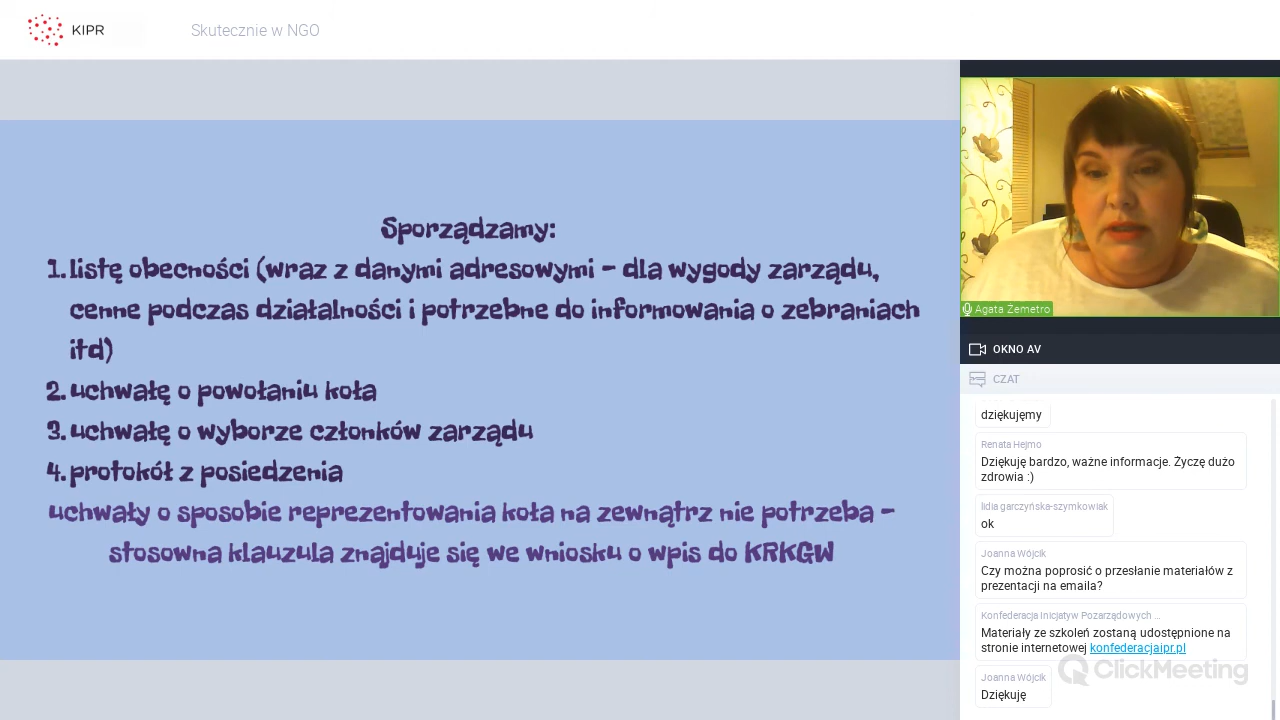 KIPR
Skutecznie w NGO
Sporządzamy:
1. listę obecności (wraz z danymi adresowymi - dla wygody zarządu,
cenne podczas działalności i potrzebne do informowania o zebraniach
itd)
2. uchwałę o powołaniu koła
3. uchwałę o wyborze członków zarządu
4. protokół z posiedzenia
uchwały o sposobie reprezentowania koła na zewnątrz nie potrzeba -
stosowna klauzula znajduje się we wniosku o wpis do KRKGW
Agata Żemetro
OKNO AV
CZAT
dziękujęmy
Renata Hejmo
Dziękuję bardzo, ważne informacje. Życzę dużo
zdrowia :)
lidia garczyńska-szymkowiak
ok
Joanna Wójcik
Czy można poprosić o przesłanie materiałów z
prezentacji na emaila?
Konfederacja Inicjatyw Pozarządowych ...
Materiały ze szkoleń zostaną udostępnione na
stronie internetowej konfederacjaipr.pl
ClickMeeting
Joanna Wójcik
Dziękuję